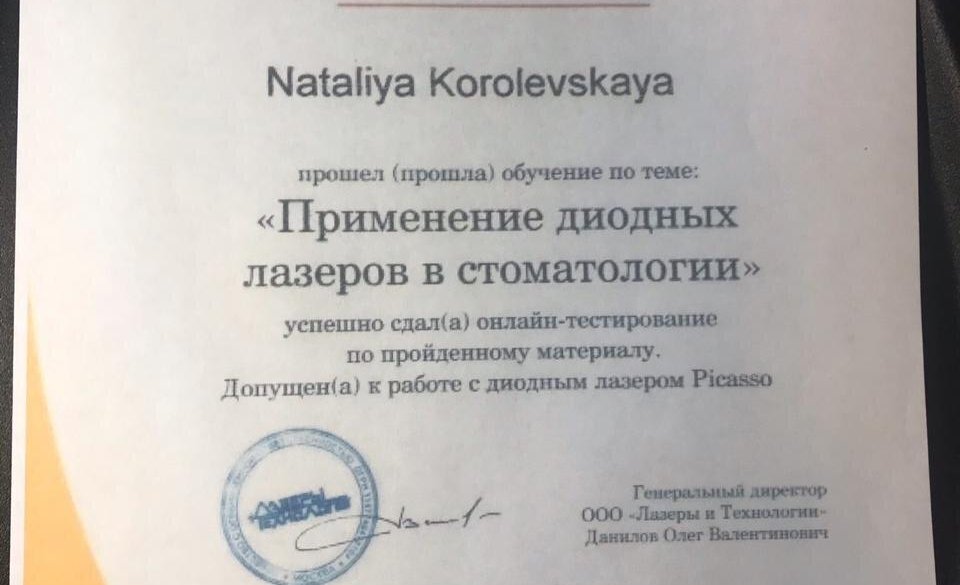 Nataliya Korolevskaya
прошел (прошла) обучение по теме:
«Применение диодных
лазеров в стоматологии»
успешно сдал(а) онлайн-тестирование
по пройденному материалу.
Допущен(а) к работе с диодным лазером Picasso
Генеральный директор
ООО «Лазеры и Технологии»
Данилов Олег Валентинович
МОСКВА